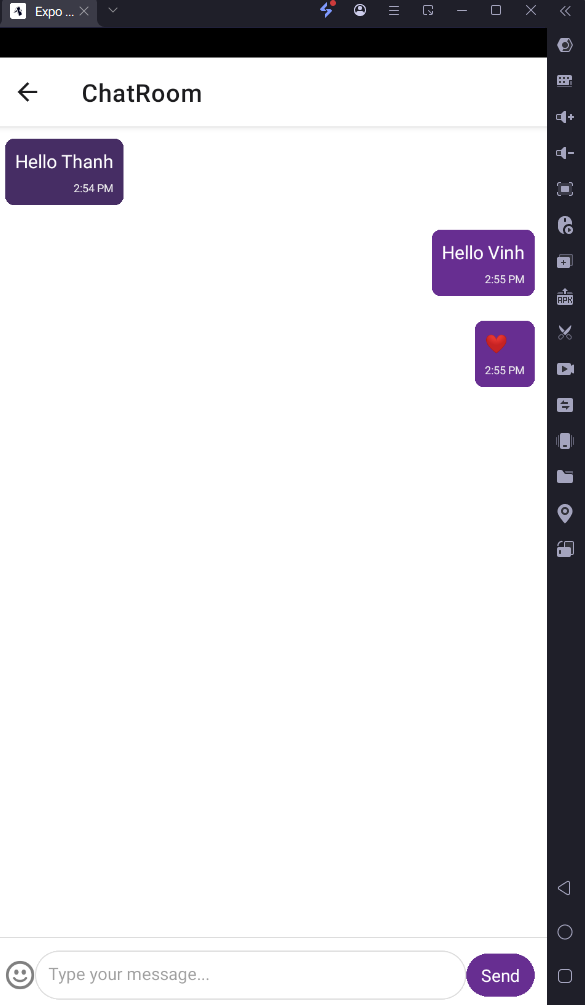 Expo ...
ChatRoom
Hello Thanh
2:54 PM
Hello Vinh
2:55 PM
❤️
2:55 PM
Type your message...
Send
APK